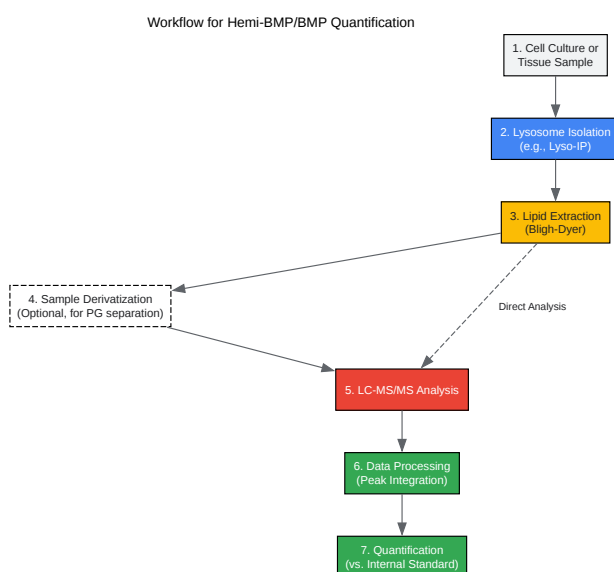 Workflow for Hemi-BMP/BMP Quantification
1. Cell Culture or
Tissue Sample
2. Lysosome Isolation
(e.g., Lyso-IP)
3. Lipid Extraction
(Bligh-Dyer)
4. Sample Derivatization
(Optional, for PG separation)
Direct Analysis
5. LC-MS/MS Analysis
6. Data Processing
(Peak Integration)
7. Quantification
(vs. Internal Standard)